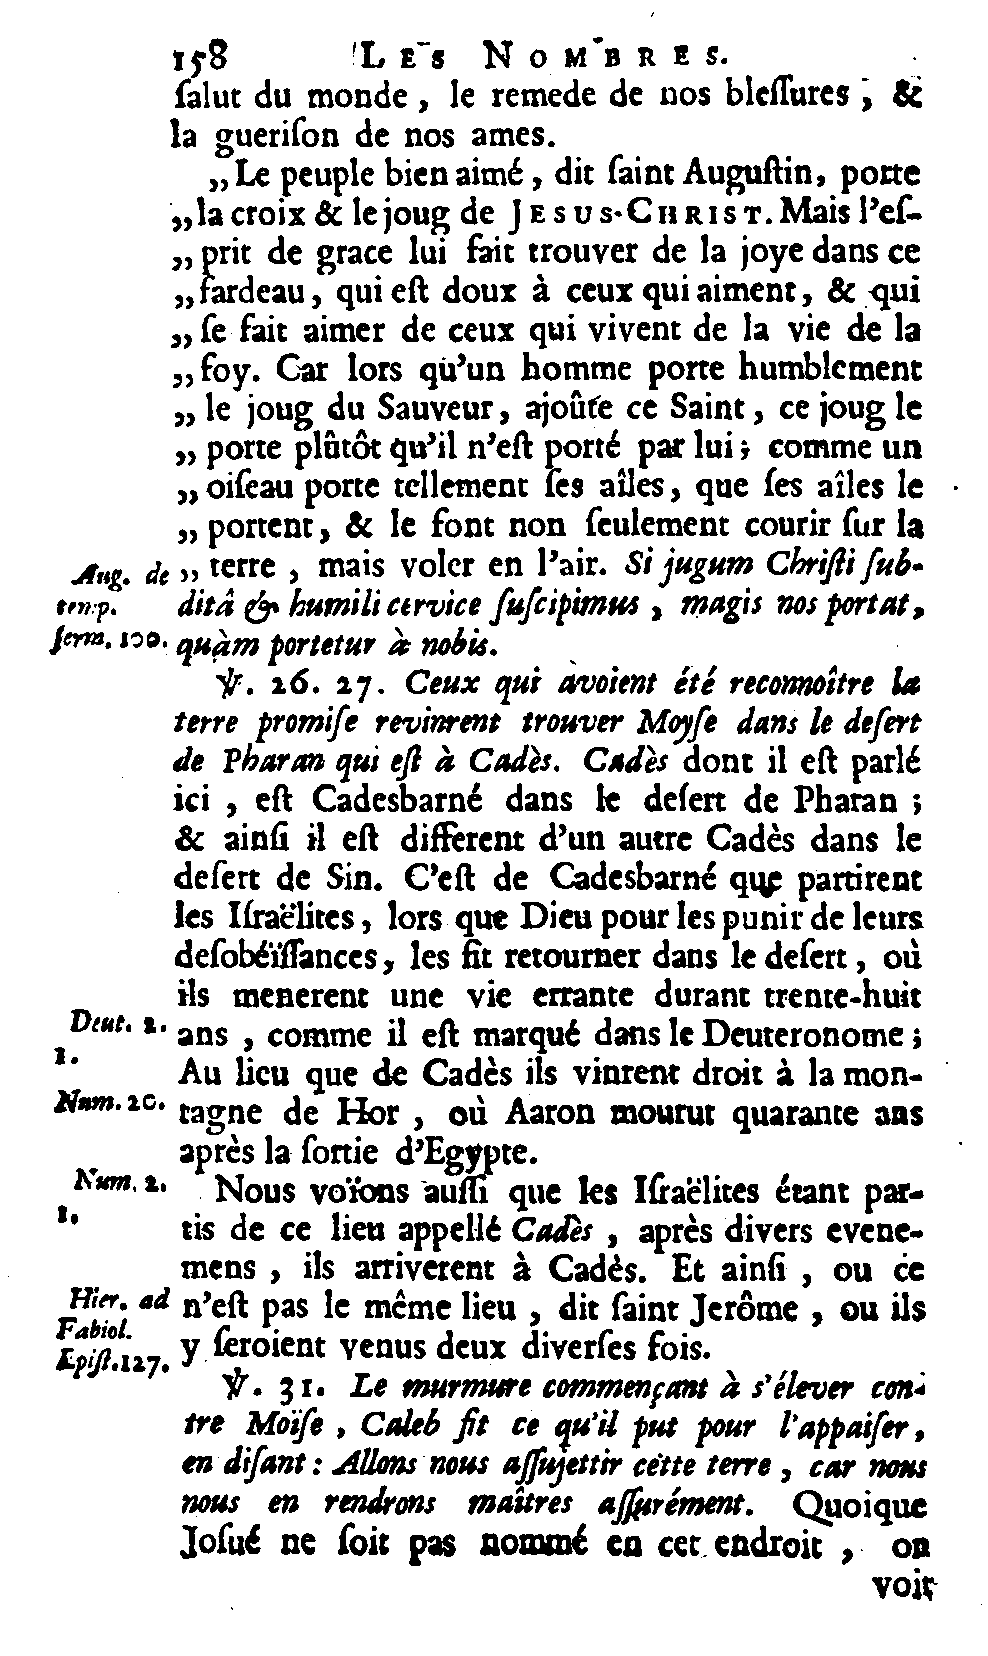 158 LES NOMBRES.
ſalut du monde, le remede de nos bleſſures, &
la gueriſon de nos ames.
„Le peuple bien aimé, dit ſaint Auguſtin, porte
„la croix & le joug de JESUS-CHRIST. Mais l'eſ-
„prit de grace lui fait trouver de la joye dans ce
„fardeau, qui eſt doux à ceux qui aiment, & qui
„ſe fait aimer de ceux qui vivent de la vie de la
„foy. Car lors qu'un homme porte humblement
„le joug du Sauveur, ajoûte ce Saint, ce joug le
„porte plûtôt qu'il n'eſt porté par lui; comme un
„oiſeau porte tellement ſes aîles, que ſes aîles le
„portent, & le font non ſeulement courir ſur la
Aug. de „terre, mais voler en l'air. Si jugum Chriſti ſub-
temp. ditâ & humili cervice ſuſcipimus, magis nos portat,
ſerm. 100. quàm portetur à nobis.
℣. 26. 27. Ceux qui avoient été reconnoître la
terre promiſe revinrent trouver Moyſe dans le deſert
de Pharan qui eſt à Cadès. Cadès dont il eſt parlé
ici, eſt Cadesbarné dans le deſert de Pharan;
& ainſi il eſt different d'un autre Cadès dans le
deſert de Sin. C'eſt de Cadesbarné que partirent
les Iſraëlites, lors que Dieu pour les punir de leurs
deſobéïſſances, les fit retourner dans le deſert, où
ils menerent une vie errante durant trente-huit
Deut. 2. ans, comme il eſt marqué dans le Deuteronome;
1. Au lieu que de Cadès ils vinrent droit à la mon-
Num. 20. tagne de Hor, où Aaron mourut quarante ans
après la ſortie d'Egypte.
Num. 2. Nous voïons auſſi que les Iſraëlites étant par-
1. tis de ce lieu appellé Cadès, après divers evene-
mens, ils arriverent à Cadès. Et ainſi, ou ce
Hier. ad n'eſt pas le même lieu, dit ſaint Jerôme, ou ils
Fabiol.
Epiſt. 127. y ſeroient venus deux diverſes fois.
℣. 31. Le murmure commençant à s'élever con-
tre Moïſe, Caleb fit ce qu'il put pour l'appaiſer,
en diſant: Allons nous aſſujettir cette terre, car nous
nous en rendrons maîtres aſſurément. Quoique
Joſué ne ſoit pas nommé en cet endroit, on
voit